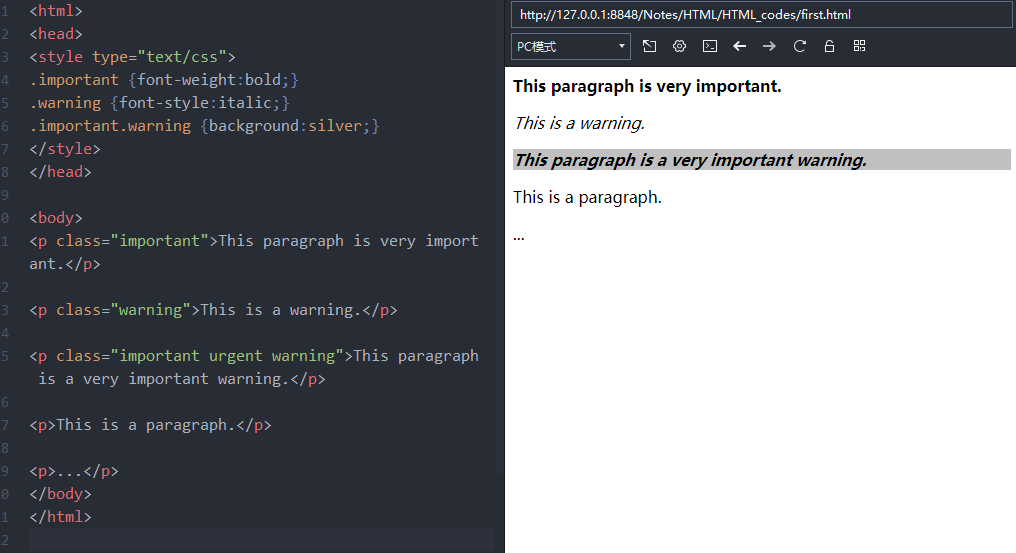 1 <html>
2 <head>
3 <style type="text/css">
4 .important {font-weight:bold;}
5 .warning {font-style:italic;}
6 .important.warning {background:silver;}
7 </style>
8 </head>
9
0 <body>
1 <p class="important">This paragraph is very import
ant.</p>
2
3 <p class="warning">This is a warning.</p>
4
5 <p class="important urgent warning">This paragraph
is a very important warning.</p>
6
7 <p>This is a paragraph.</p>
8
9 <p>...</p>
0 </body>
1 </html>
2
http://127.0.0.1:8848/Notes/HTML/HTML_codes/first.html
PC模式
This paragraph is very important.
This is a warning.
This paragraph is a very important warning.
This is a paragraph.
...